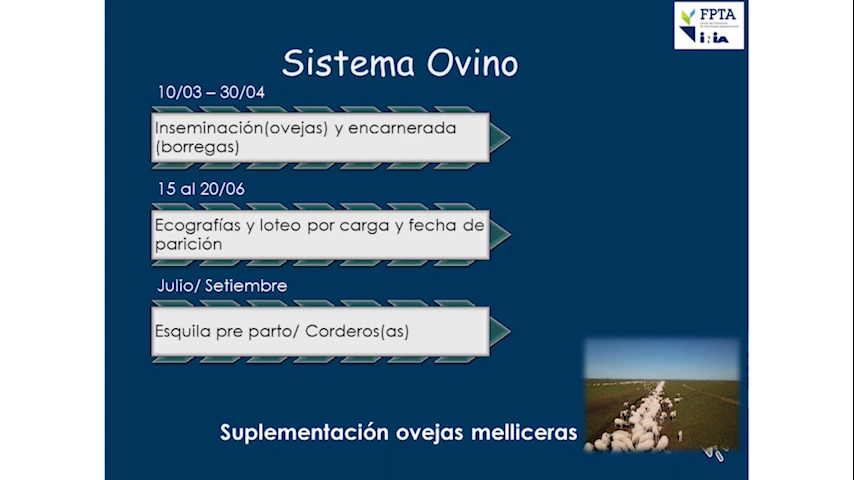 FPTA
INIA
Sistema Ovino
10/03 – 30/04
Inseminación(ovejas) y encarnerada
(borregas)
15 al 20/06
Ecografías y loteo por carga y fecha de
parición
Julio/ Setiembre
Esquila pre parto/ Corderos(as)
Suplementación ovejas melliceras